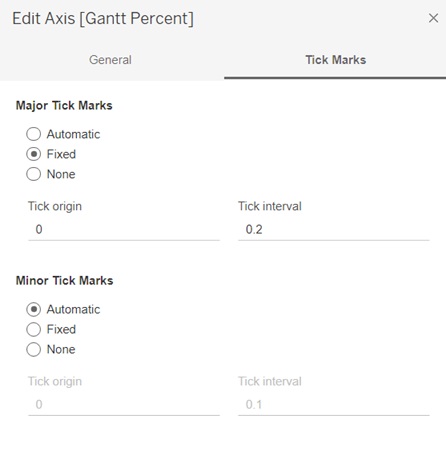 Edit Axis [Gantt Percent] ×
General Tick Marks
Major Tick Marks
Automatic
Fixed
None
Tick origin Tick interval
0 0.2
Minor Tick Marks
Automatic
Fixed
None
Tick origin Tick interval
0 0.1